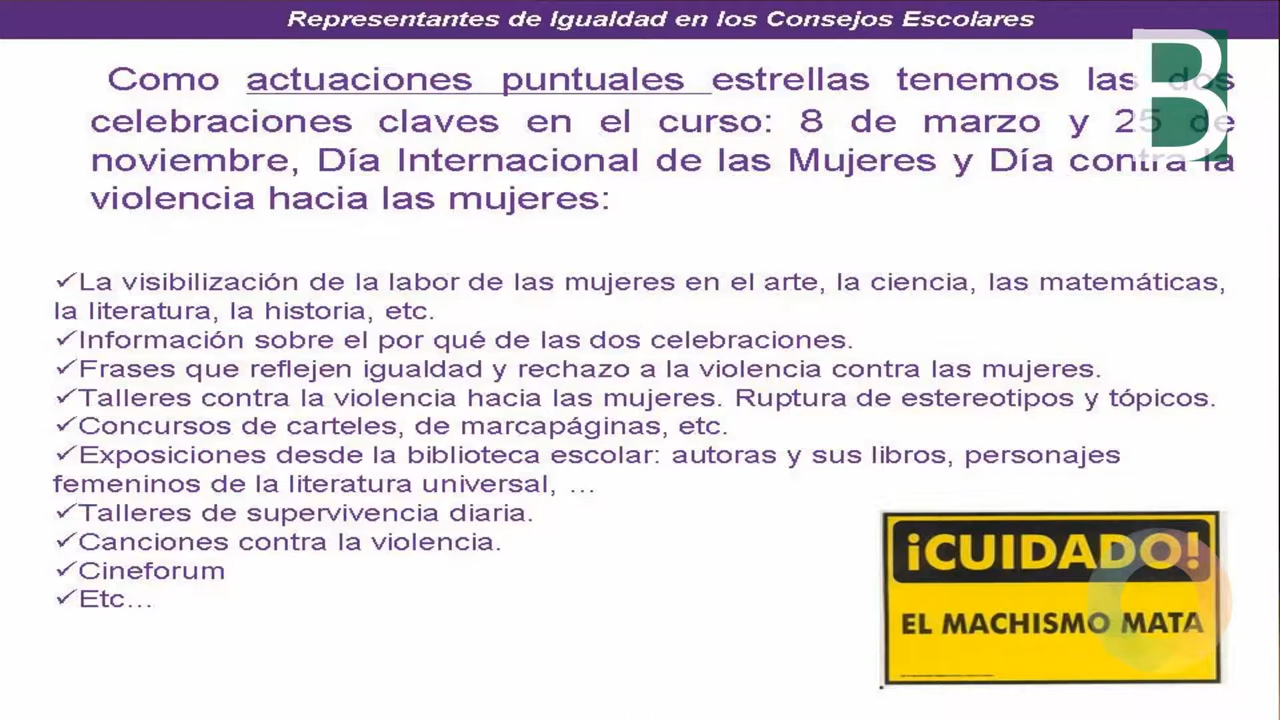 Representantes de Igualdad en los Consejos Escolares
B
Como actuaciones puntuales estrellas tenemos las dos
celebraciones claves en el curso: 8 de marzo y 25 de
noviembre, Día Internacional de las Mujeres y Día contra la
violencia hacia las mujeres:
✓La visibilización de la labor de las mujeres en el arte, la ciencia, las matemáticas,
la literatura, la historia, etc.
✓Información sobre el por qué de las dos celebraciones.
✓Frases que reflejen igualdad y rechazo a la violencia contra las mujeres.
✓Talleres contra la violencia hacia las mujeres. Ruptura de estereotipos y tópicos.
✓Concursos de carteles, de marcapáginas, etc.
✓Exposiciones desde la biblioteca escolar: autoras y sus libros, personajes
femeninos de la literatura universal, ...
✓Talleres de supervivencia diaria.
✓Canciones contra la violencia.
✓Cineforum
✓Etc...
¡CUIDADO!
EL MACHISMO MATA